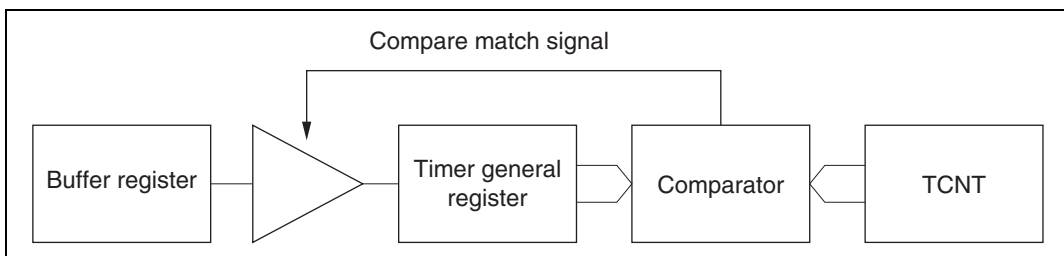 Compare match signal
Buffer register
Timer general
register
Comparator
TCNT